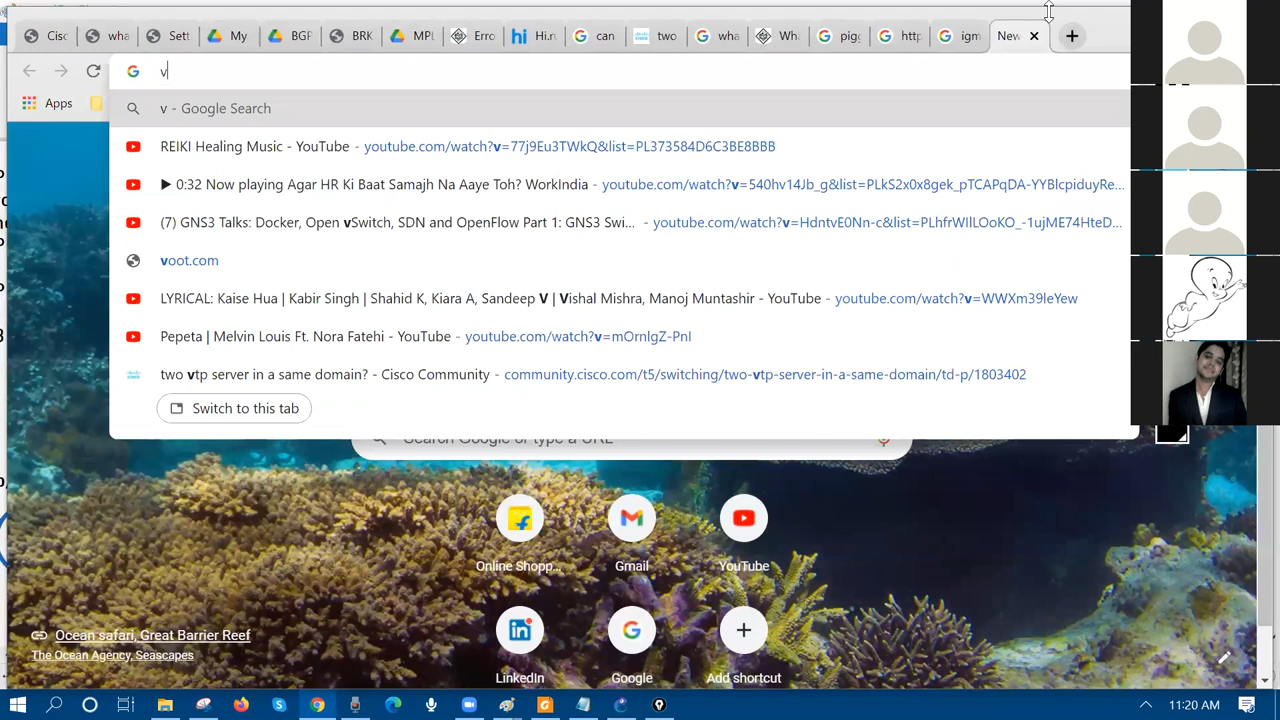 Cisc
wha
Sett
My
BGP
BRK
MPL
Erro
hi Hi.ru
can
two
wha
Wha
pigg
http
igm
New
v
Apps
v - Google Search
REIKI Healing Music - YouTube - youtube.com/watch?v=77j9Eu3TWkQ&list=PL373584D6C3BE8BBB
▶ 0:32 Now playing Agar HR Ki Baat Samajh Na Aaye Toh? WorkIndia - youtube.com/watch?v=540hv14Jb_g&list=PLkS2x0x8gek_pTCAPqDA-YYBlcpiduyRe...
(7) GNS3 Talks: Docker, Open vSwitch, SDN and OpenFlow Part 1: GNS3 Swi... - youtube.com/watch?v=HdntvE0Nn-c&list=PLhfrWIlLOoKO_-1ujME74HteD...
voot.com
LYRICAL: Kaise Hua | Kabir Singh | Shahid K, Kiara A, Sandeep V | Vishal Mishra, Manoj Muntashir - YouTube - youtube.com/watch?v=WWXm39leYew
Pepeta | Melvin Louis Ft. Nora Fatehi - YouTube - youtube.com/watch?v=mOrnlgZ-PnI
two vtp server in a same domain? - Cisco Community - community.cisco.com/t5/switching/two-vtp-server-in-a-same-domain/td-p/1803402
Switch to this tab
Search Google or type a URL
Online Shopp...
Gmail
YouTube
LinkedIn
Google
Add shortcut
Ocean safari, Great Barrier Reef
The Ocean Agency, Seascapes
11:20 AM